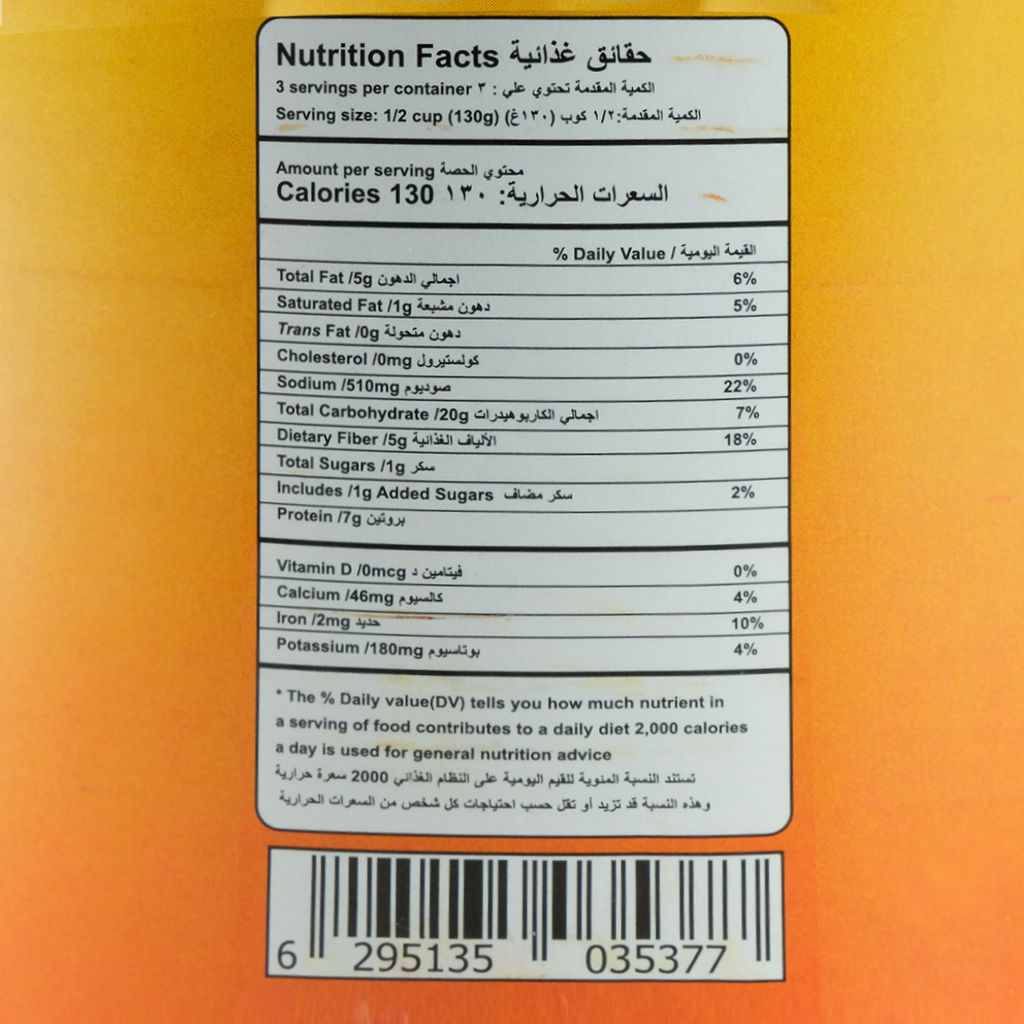 Nutrition Facts حقائق غذائية
3 servings per container ٣ : الكمية المقدمة تحتوي علي
Serving size: 1/2 cup (130g) (١٣٠غ) الكمية المقدمة:١/٢ كوب
Amount per serving محتوي الحصة
Calories 130 السعرات الحرارية: ١٣٠
% Daily Value / القيمة اليومية
Total Fat /5g اجمالي الدهون 6%
Saturated Fat /1g دهون مشبعة 5%
Trans Fat /0g دهون متحولة
Cholesterol /0mg كولستيرول 0%
Sodium /510mg صوديوم 22%
Total Carbohydrate /20g اجمالي الكاربوهيدرات 7%
Dietary Fiber /5g الألياف الغذائية 18%
Total Sugars /1g سكر
Includes /1g Added Sugars سكر مضاف 2%
Protein /7g بروتين
Vitamin D /0mcg فيتامين د 0%
Calcium /46mg كالسيوم 4%
Iron /2mg حديد 10%
Potassium /180mg بوتاسيوم 4%
* The % Daily value(DV) tells you how much nutrient in
a serving of food contributes to a daily diet 2,000 calories
a day is used for general nutrition advice
تستند النسبة المئوية للقيم اليومية على النظام الغذائي 2000 سعرة حرارية
وهذه النسبة قد تزيد أو تقل حسب احتياجات كل شخص من السعرات الحرارية
6 295135 035377